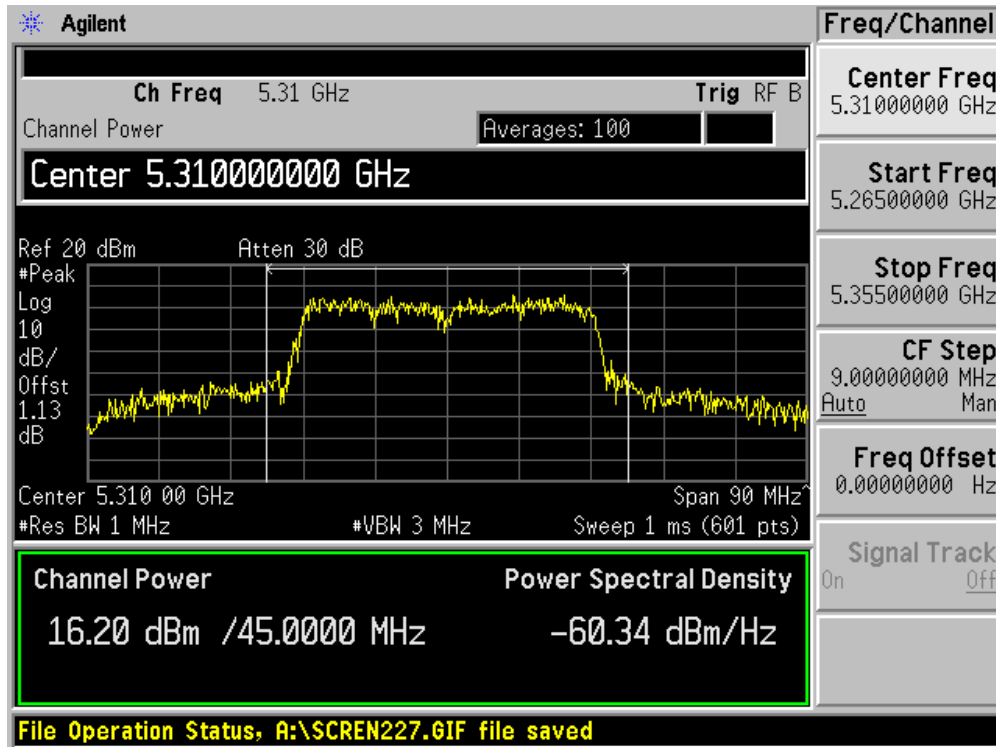 Agilent
Freq/Channel
Ch Freq 5.31 GHz Trig RF B
Channel Power Averages: 100
Center 5.310000000 GHz
Ref 20 dBm Atten 30 dB
#Peak
Log
10
dB/
Offst
1.13
dB
Center 5.310 00 GHz Span 90 MHz^
#Res BW 1 MHz #VBW 3 MHz Sweep 1 ms (601 pts)
Channel Power Power Spectral Density
16.20 dBm /45.0000 MHz -60.34 dBm/Hz
File Operation Status, A:\SCREN227.GIF file saved
Center Freq
5.31000000 GHz
Start Freq
5.26500000 GHz
Stop Freq
5.35500000 GHz
CF Step
9.00000000 MHz
Auto Man
Freq Offset
0.00000000 Hz
Signal Track
On Off